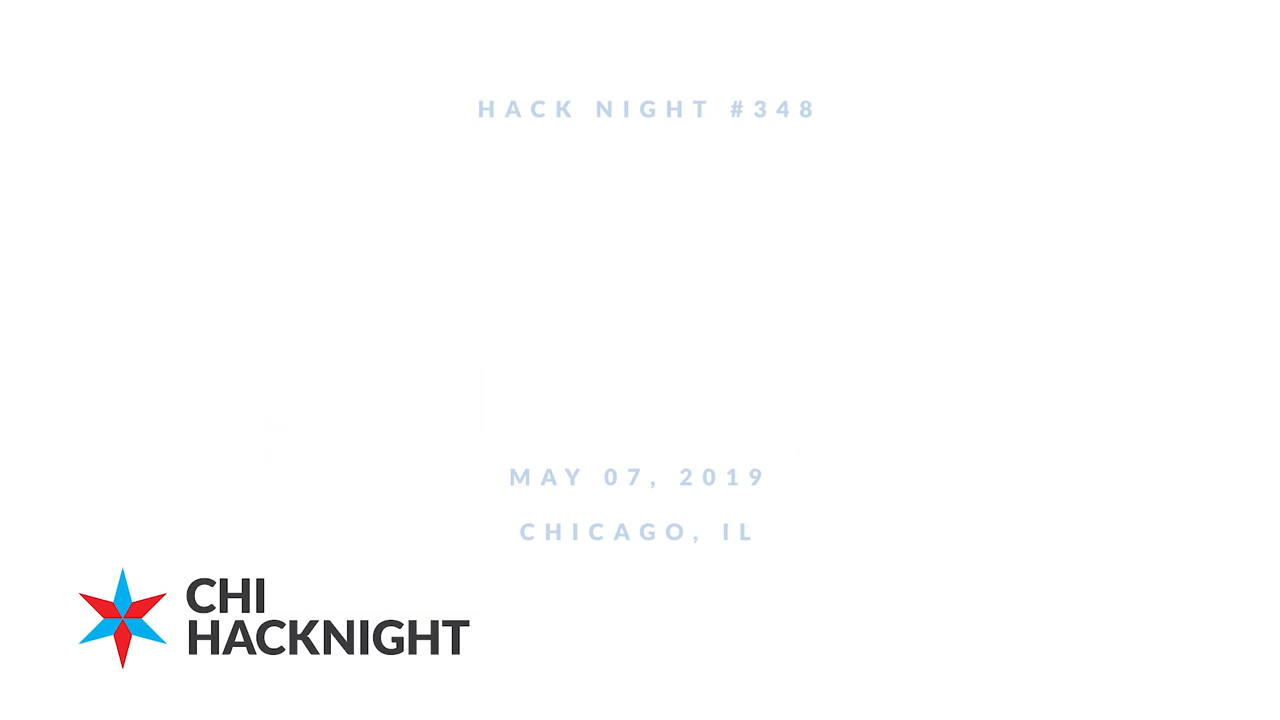 HACK NIGHT #348
MAY 07, 2019
CHICAGO, IL
CHI
HACKNIGHT